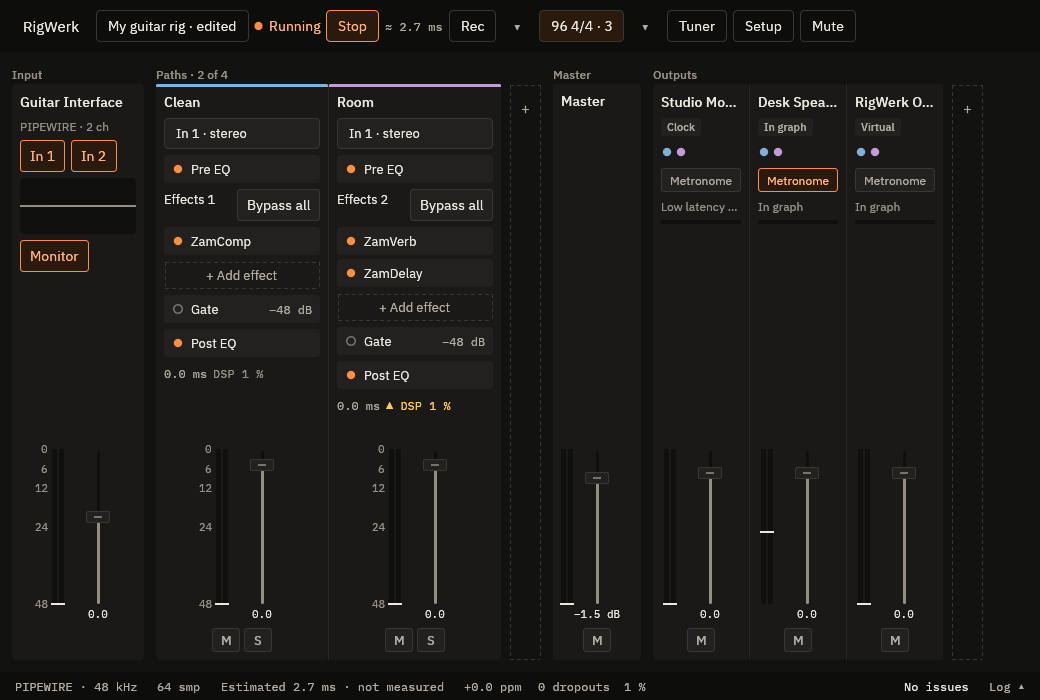 RigWerk My guitar rig · edited Running Stop ≈ 2.7 ms Rec ▼ 96 4/4 · 3 ▼ Tuner Setup Mute
Input Paths · 2 of 4 Master Outputs
Guitar Interface
PIPEWIRE · 2 ch
In 1 In 2
Monitor
0
6
12
24
48
0.0
Clean
In 1 · stereo
Pre EQ
Effects 1 Bypass all
ZamComp
+ Add effect
Gate −48 dB
Post EQ
0.0 ms DSP 1 %
0
6
12
24
48
0.0
M S
Room
In 1 · stereo
Pre EQ
Effects 2 Bypass all
ZamVerb
ZamDelay
+ Add effect
Gate −48 dB
Post EQ
0.0 ms ▲ DSP 1 %
0
6
12
24
48
0.0
M S
+
Master
−1.5 dB
M
Studio Mo...
Clock
Metronome
Low latency ...
0.0
M
Desk Spea...
In graph
Metronome
In graph
0.0
M
RigWerk O...
Virtual
Metronome
In graph
0.0
M
+
PIPEWIRE · 48 kHz 64 smp Estimated 2.7 ms · not measured +0.0 ppm 0 dropouts 1 % No issues Log ▲